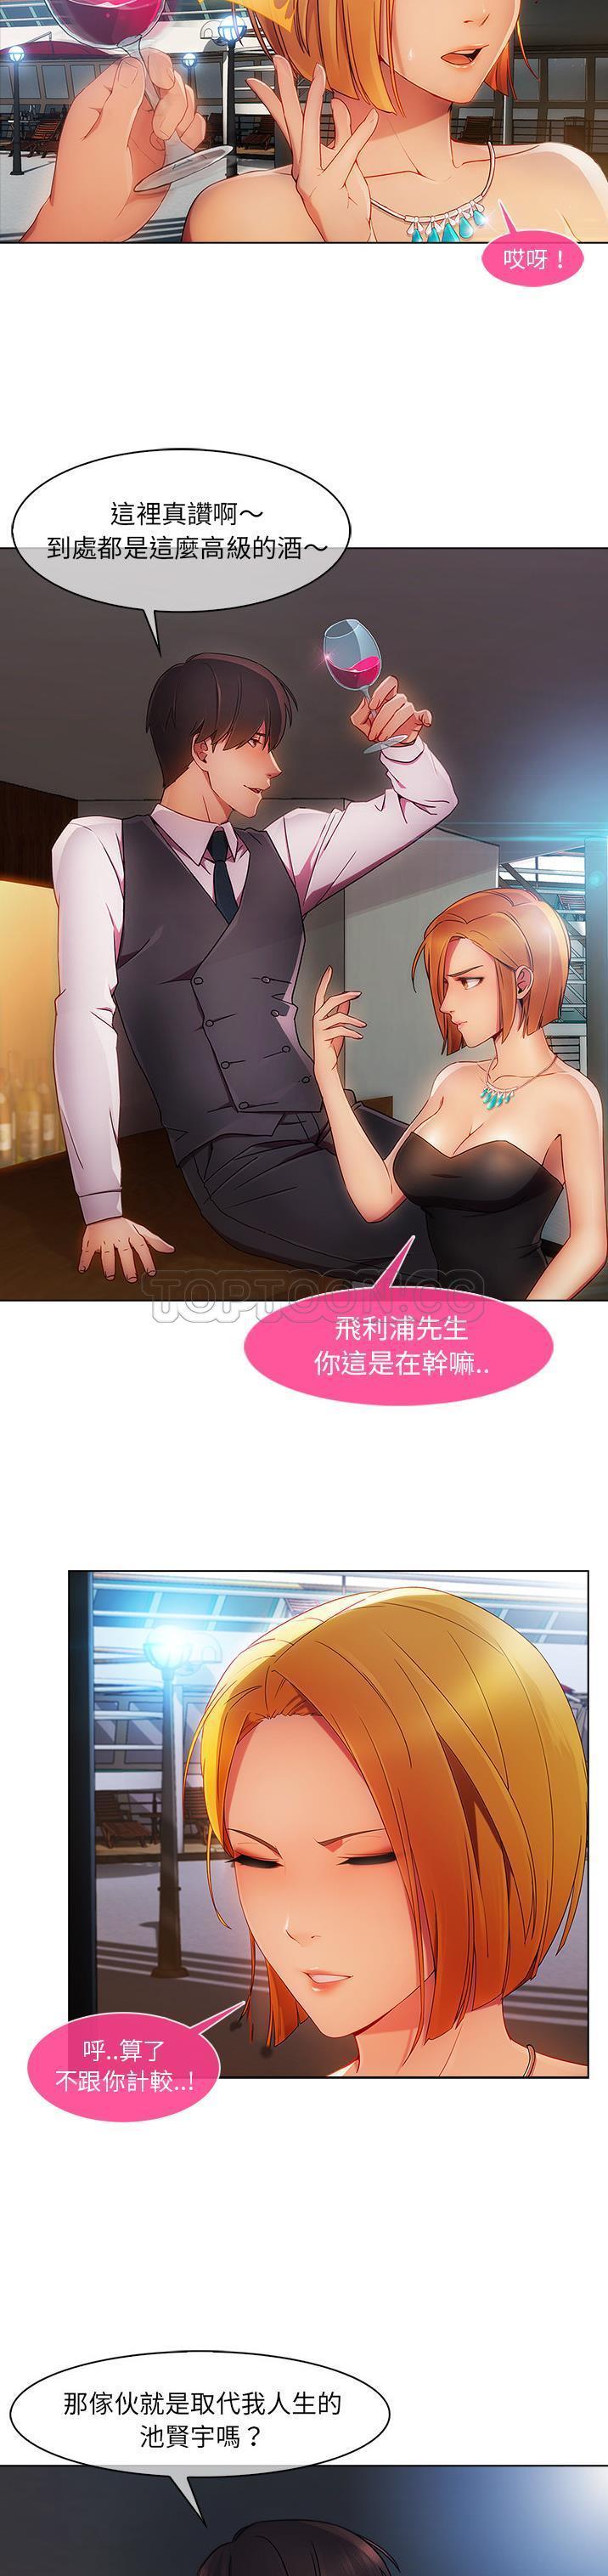 哎呀！
這裡真讚啊～
到處都是這麼高級的酒～
TOPTOON.CC
飛利浦先生
你這是在幹嘛..
呼..算了
不跟你計較..!
那傢伙就是取代我人生的
池賢宇嗎？